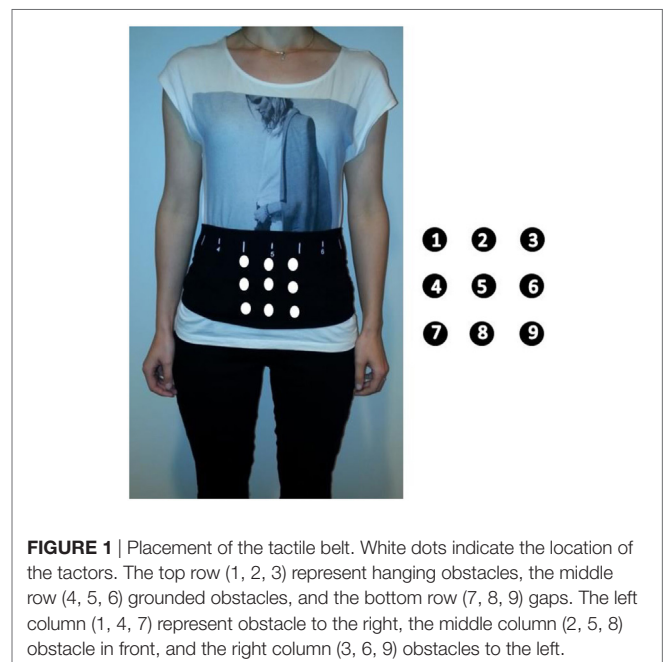 4 5 6
1 2 3
4 5 6
7 8 9
FIGURE 1 | Placement of the tactile belt. White dots indicate the location of
the tactors. The top row (1, 2, 3) represent hanging obstacles, the middle
row (4, 5, 6) grounded obstacles, and the bottom row (7, 8, 9) gaps. The left
column (1, 4, 7) represent obstacle to the right, the middle column (2, 5, 8)
obstacle in front, and the right column (3, 6, 9) obstacles to the left.